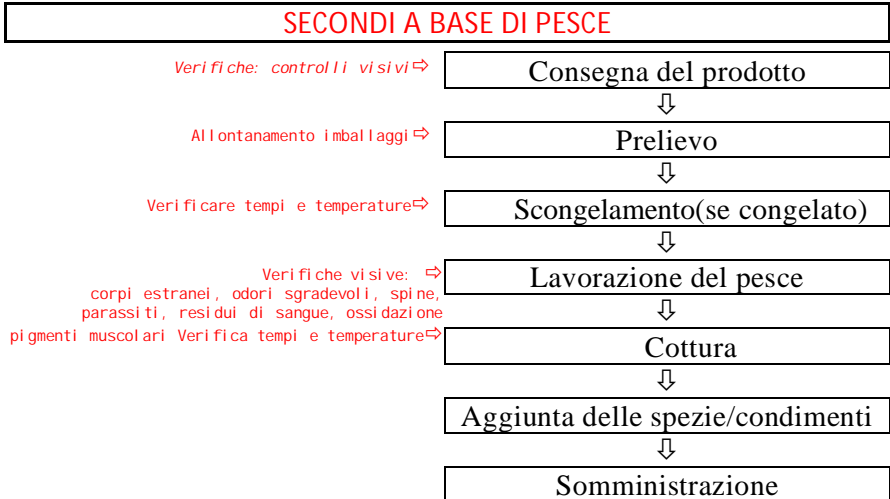 SECONDI A BASE DI PESCE
Verifiche: controlli visivi⇨
Consegna del prodotto
⇩
Allontanamento imballaggi⇨
Prelievo
⇩
Verificare tempi e temperature⇨
Scongelamento(se congelato)
⇩
Verifiche visive: ⇨
Lavorazione del pesce
corpi estranei, odori sgradevoli, spine,
parassiti, residui di sangue, ossidazione
⇩
pigmenti muscolari Verifica tempi e temperature⇨
Cottura
⇩
Aggiunta delle spezie/condimenti
⇩
Somministrazione